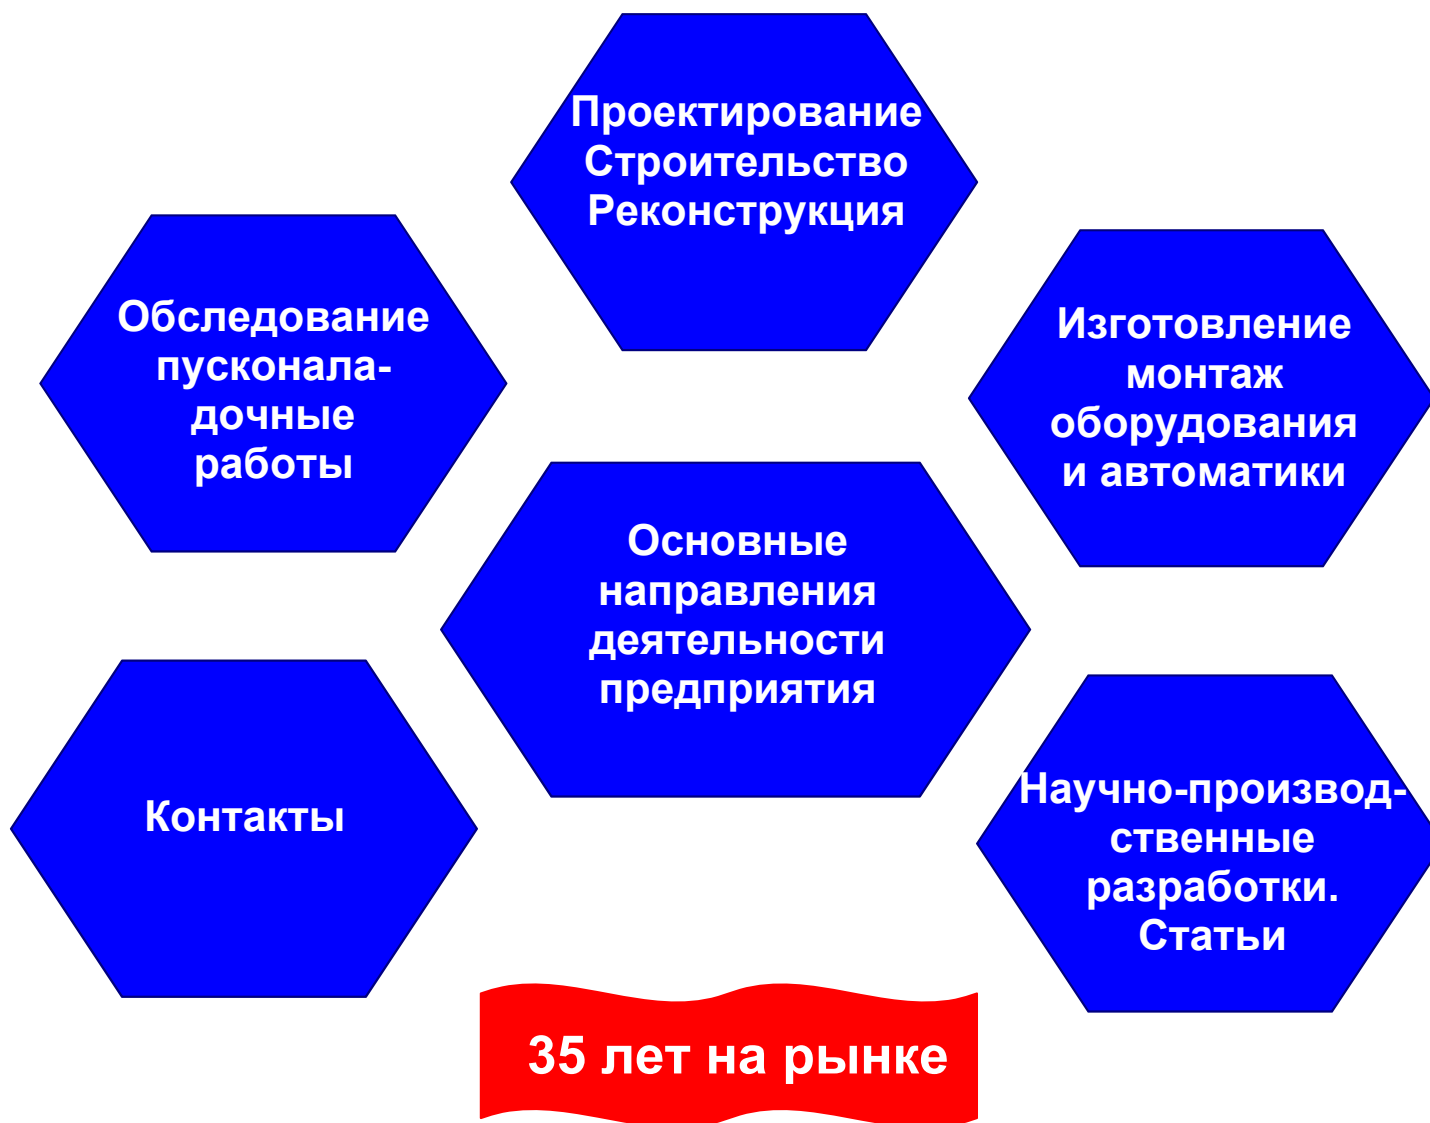 Проектирование
Строительство
Реконструкция
Обследование
пусконала-
дочные
работы
Изготовление
монтаж
оборудования
и автоматики
Основные
направления
деятельности
предприятия
Контакты
Научно-производ-
ственные
разработки.
Статьи
35 лет на рынке